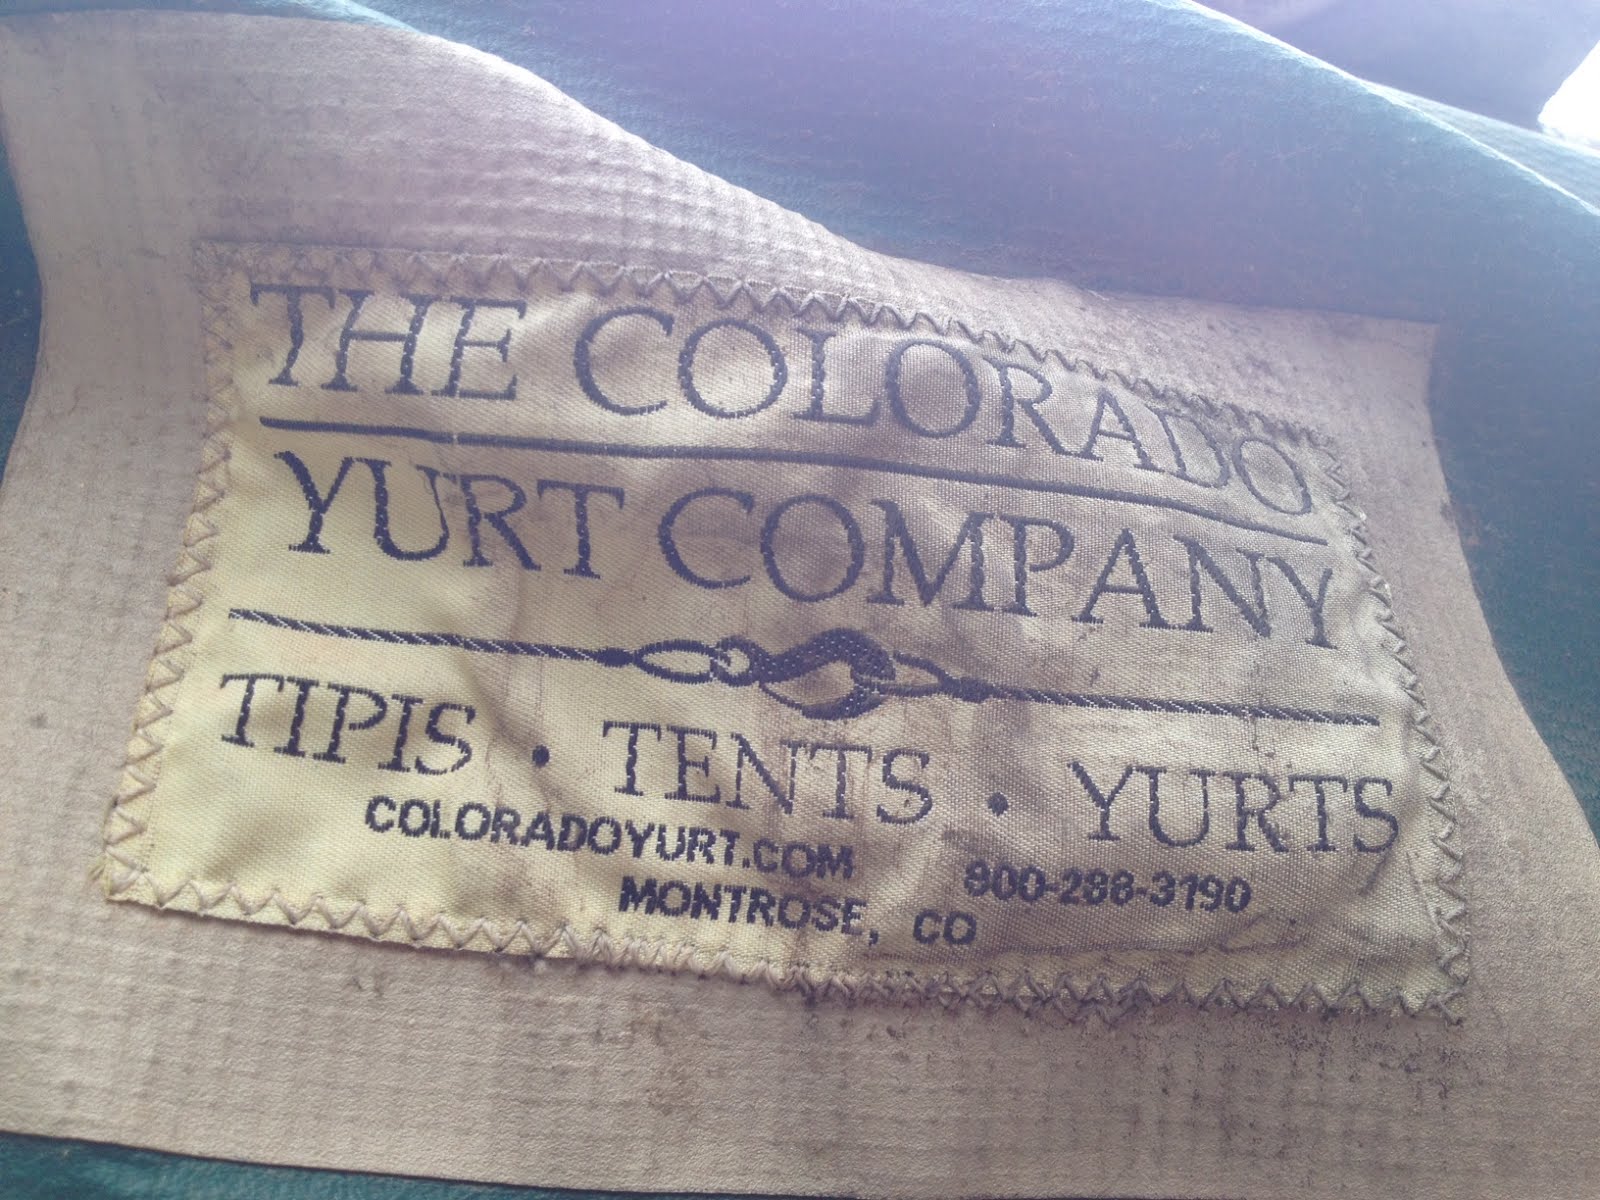 THE COLORADO
YURT COMPANY
TIPIS · TENTS · YURTS
COLORADOYURT.COM 800-288-3190
MONTROSE, CO